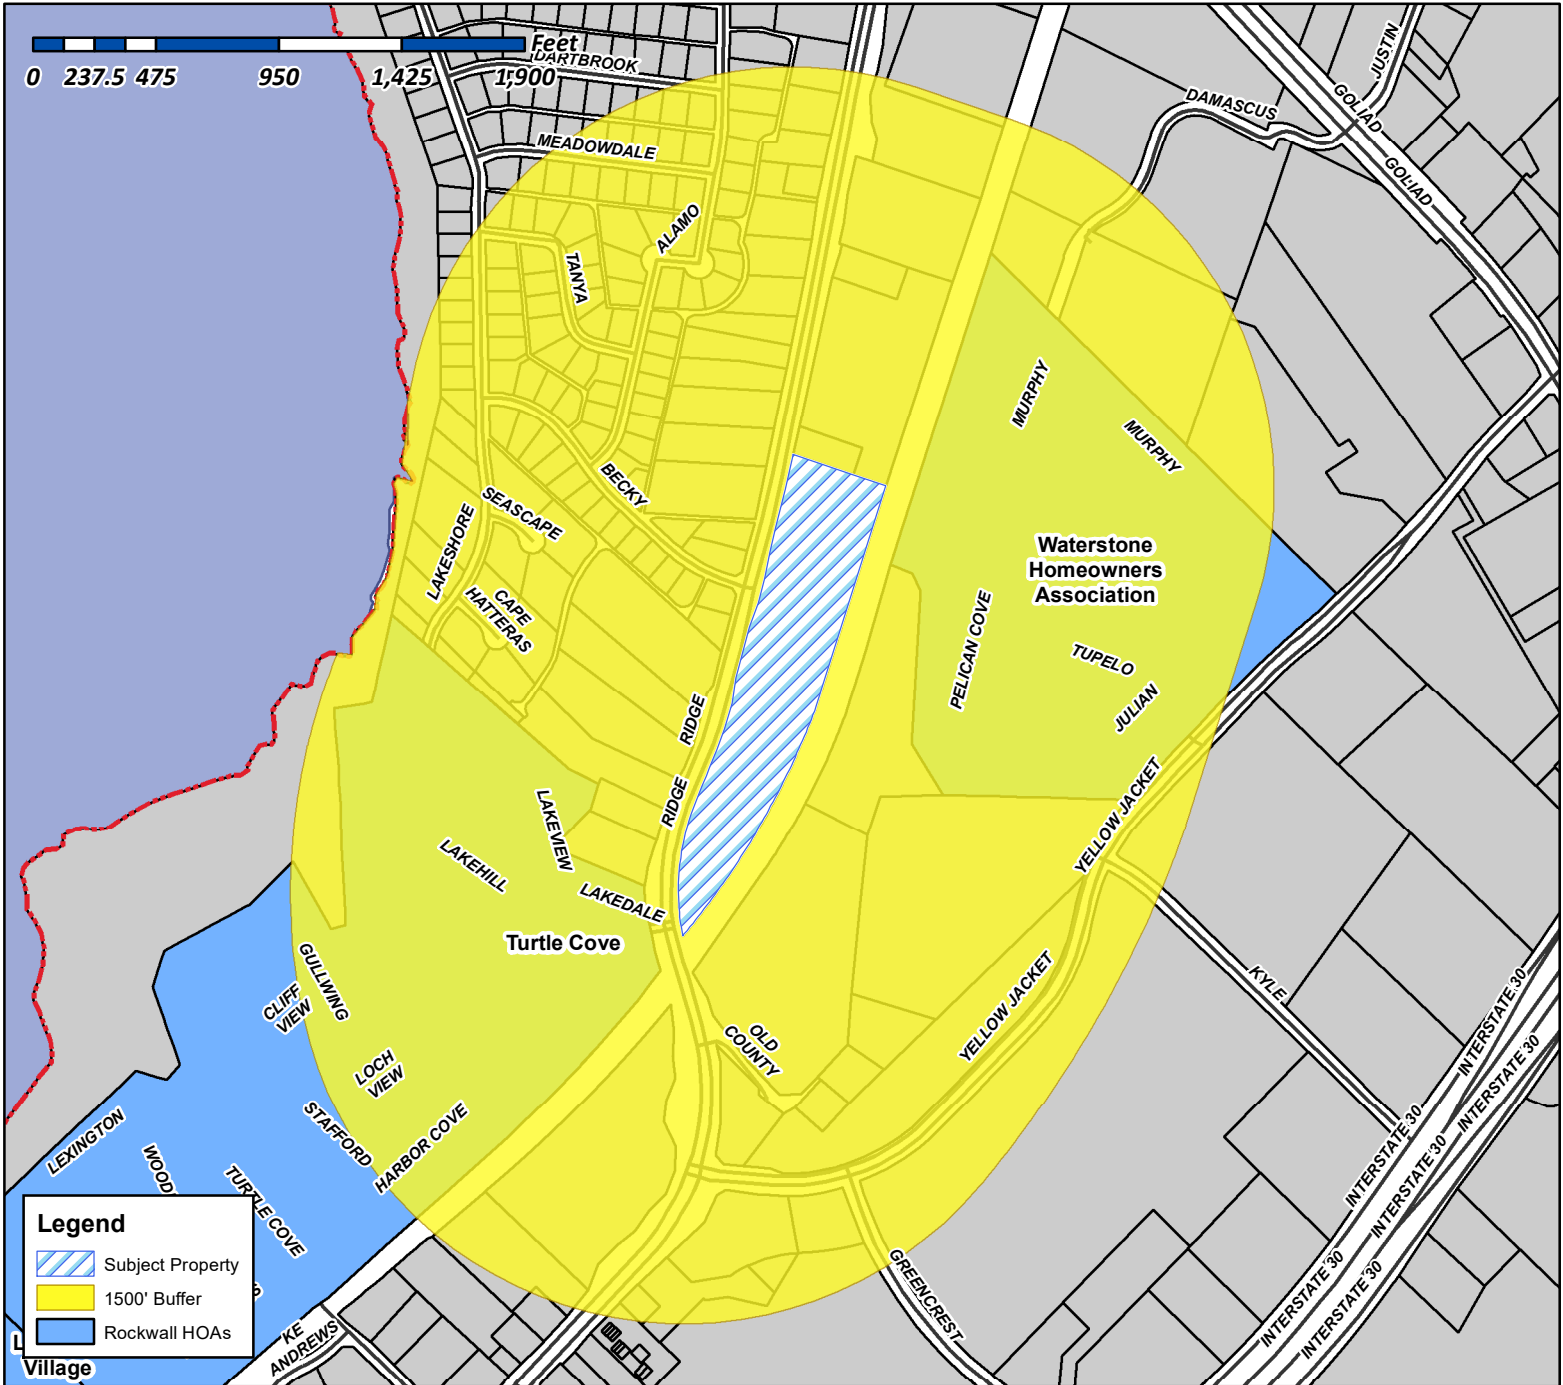 Feet
0 237.5 475 950 1,425 1,900
DARTBROOK
MEADOWDALE
ALAMO
TANYA
JUSTIN
DAMASCUS
GOLIAD
GOLIAD
MURPHY
MURPHY
BECKY
SEASCAPE
LAKESHORE
CAPE
HATTERAS
Waterstone
Homeowners
Association
PELICAN COVE
TUPELO
JULIAN
RIDGE
RIDGE
YELLOW JACKET
LAKEVIEW
LAKEHILL
LAKEDALE
Turtle Cove
GULLWING
CLIFF
VIEW
LOCH
VIEW
STAFFORD
HARBOR COVE
OLD
COUNTY
YELLOW JACKET
KYLE
INTERSTATE 30
INTERSTATE 30
INTERSTATE 30
INTERSTATE 30
INTERSTATE 30
INTERSTATE 30
INTERSTATE 30
LEXINGTON
TURTLE COVE
GREENCREST
KE
ANDREWS
Legend
Subject Property
1500' Buffer
Rockwall HOAs
Village